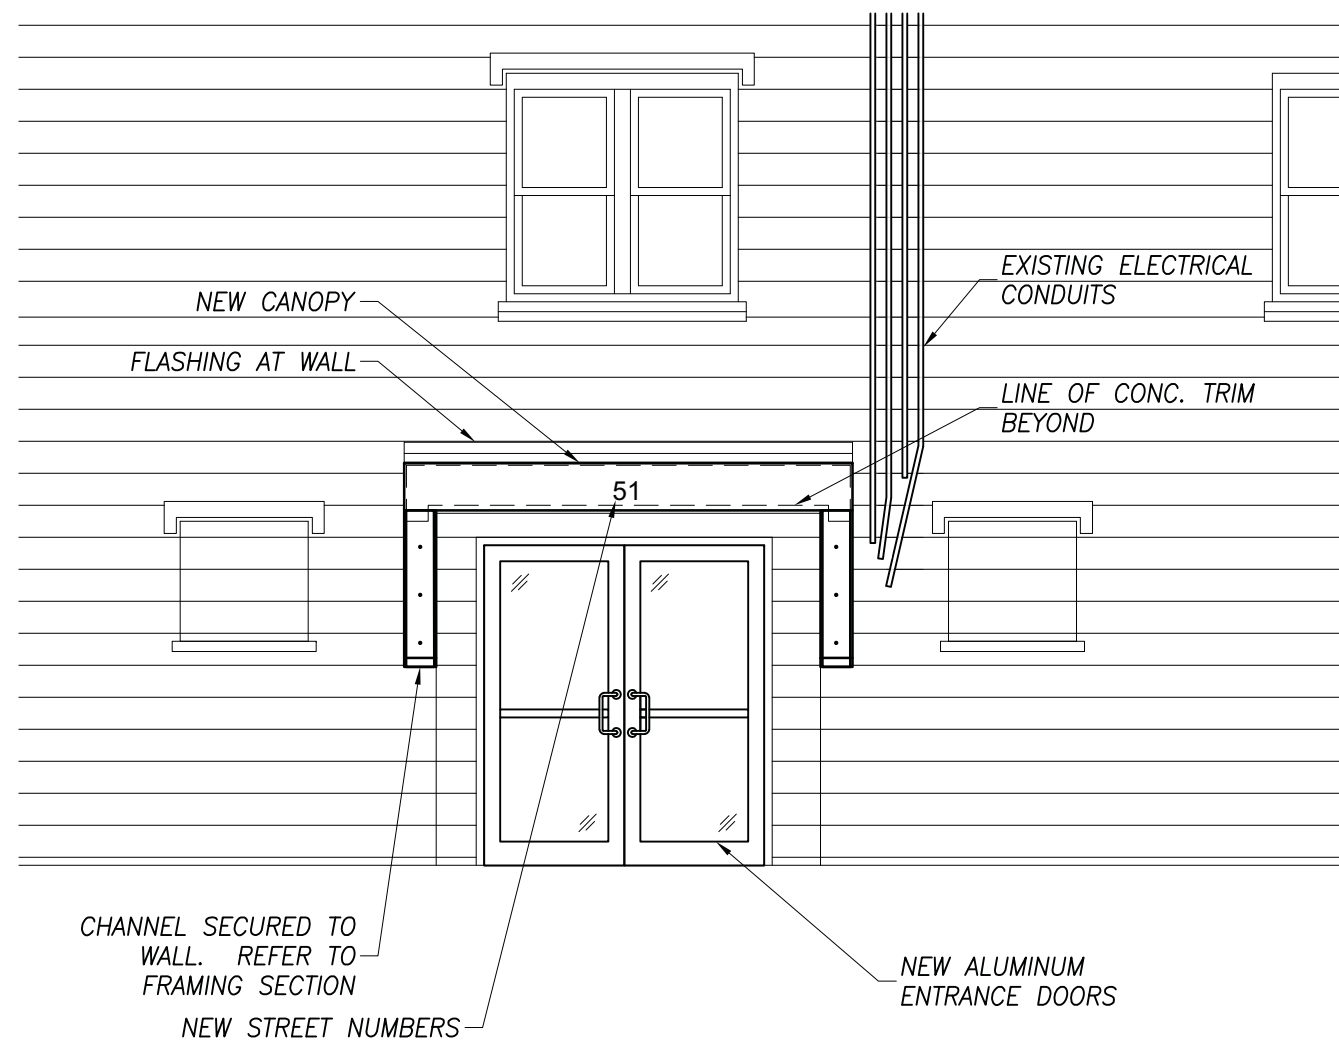 EXISTING ELECTRICAL
CONDUITS
NEW CANOPY
FLASHING AT WALL
LINE OF CONC. TRIM
BEYOND
51
CHANNEL SECURED TO
WALL. REFER TO
FRAMING SECTION
NEW STREET NUMBERS
NEW ALUMINUM
ENTRANCE DOORS